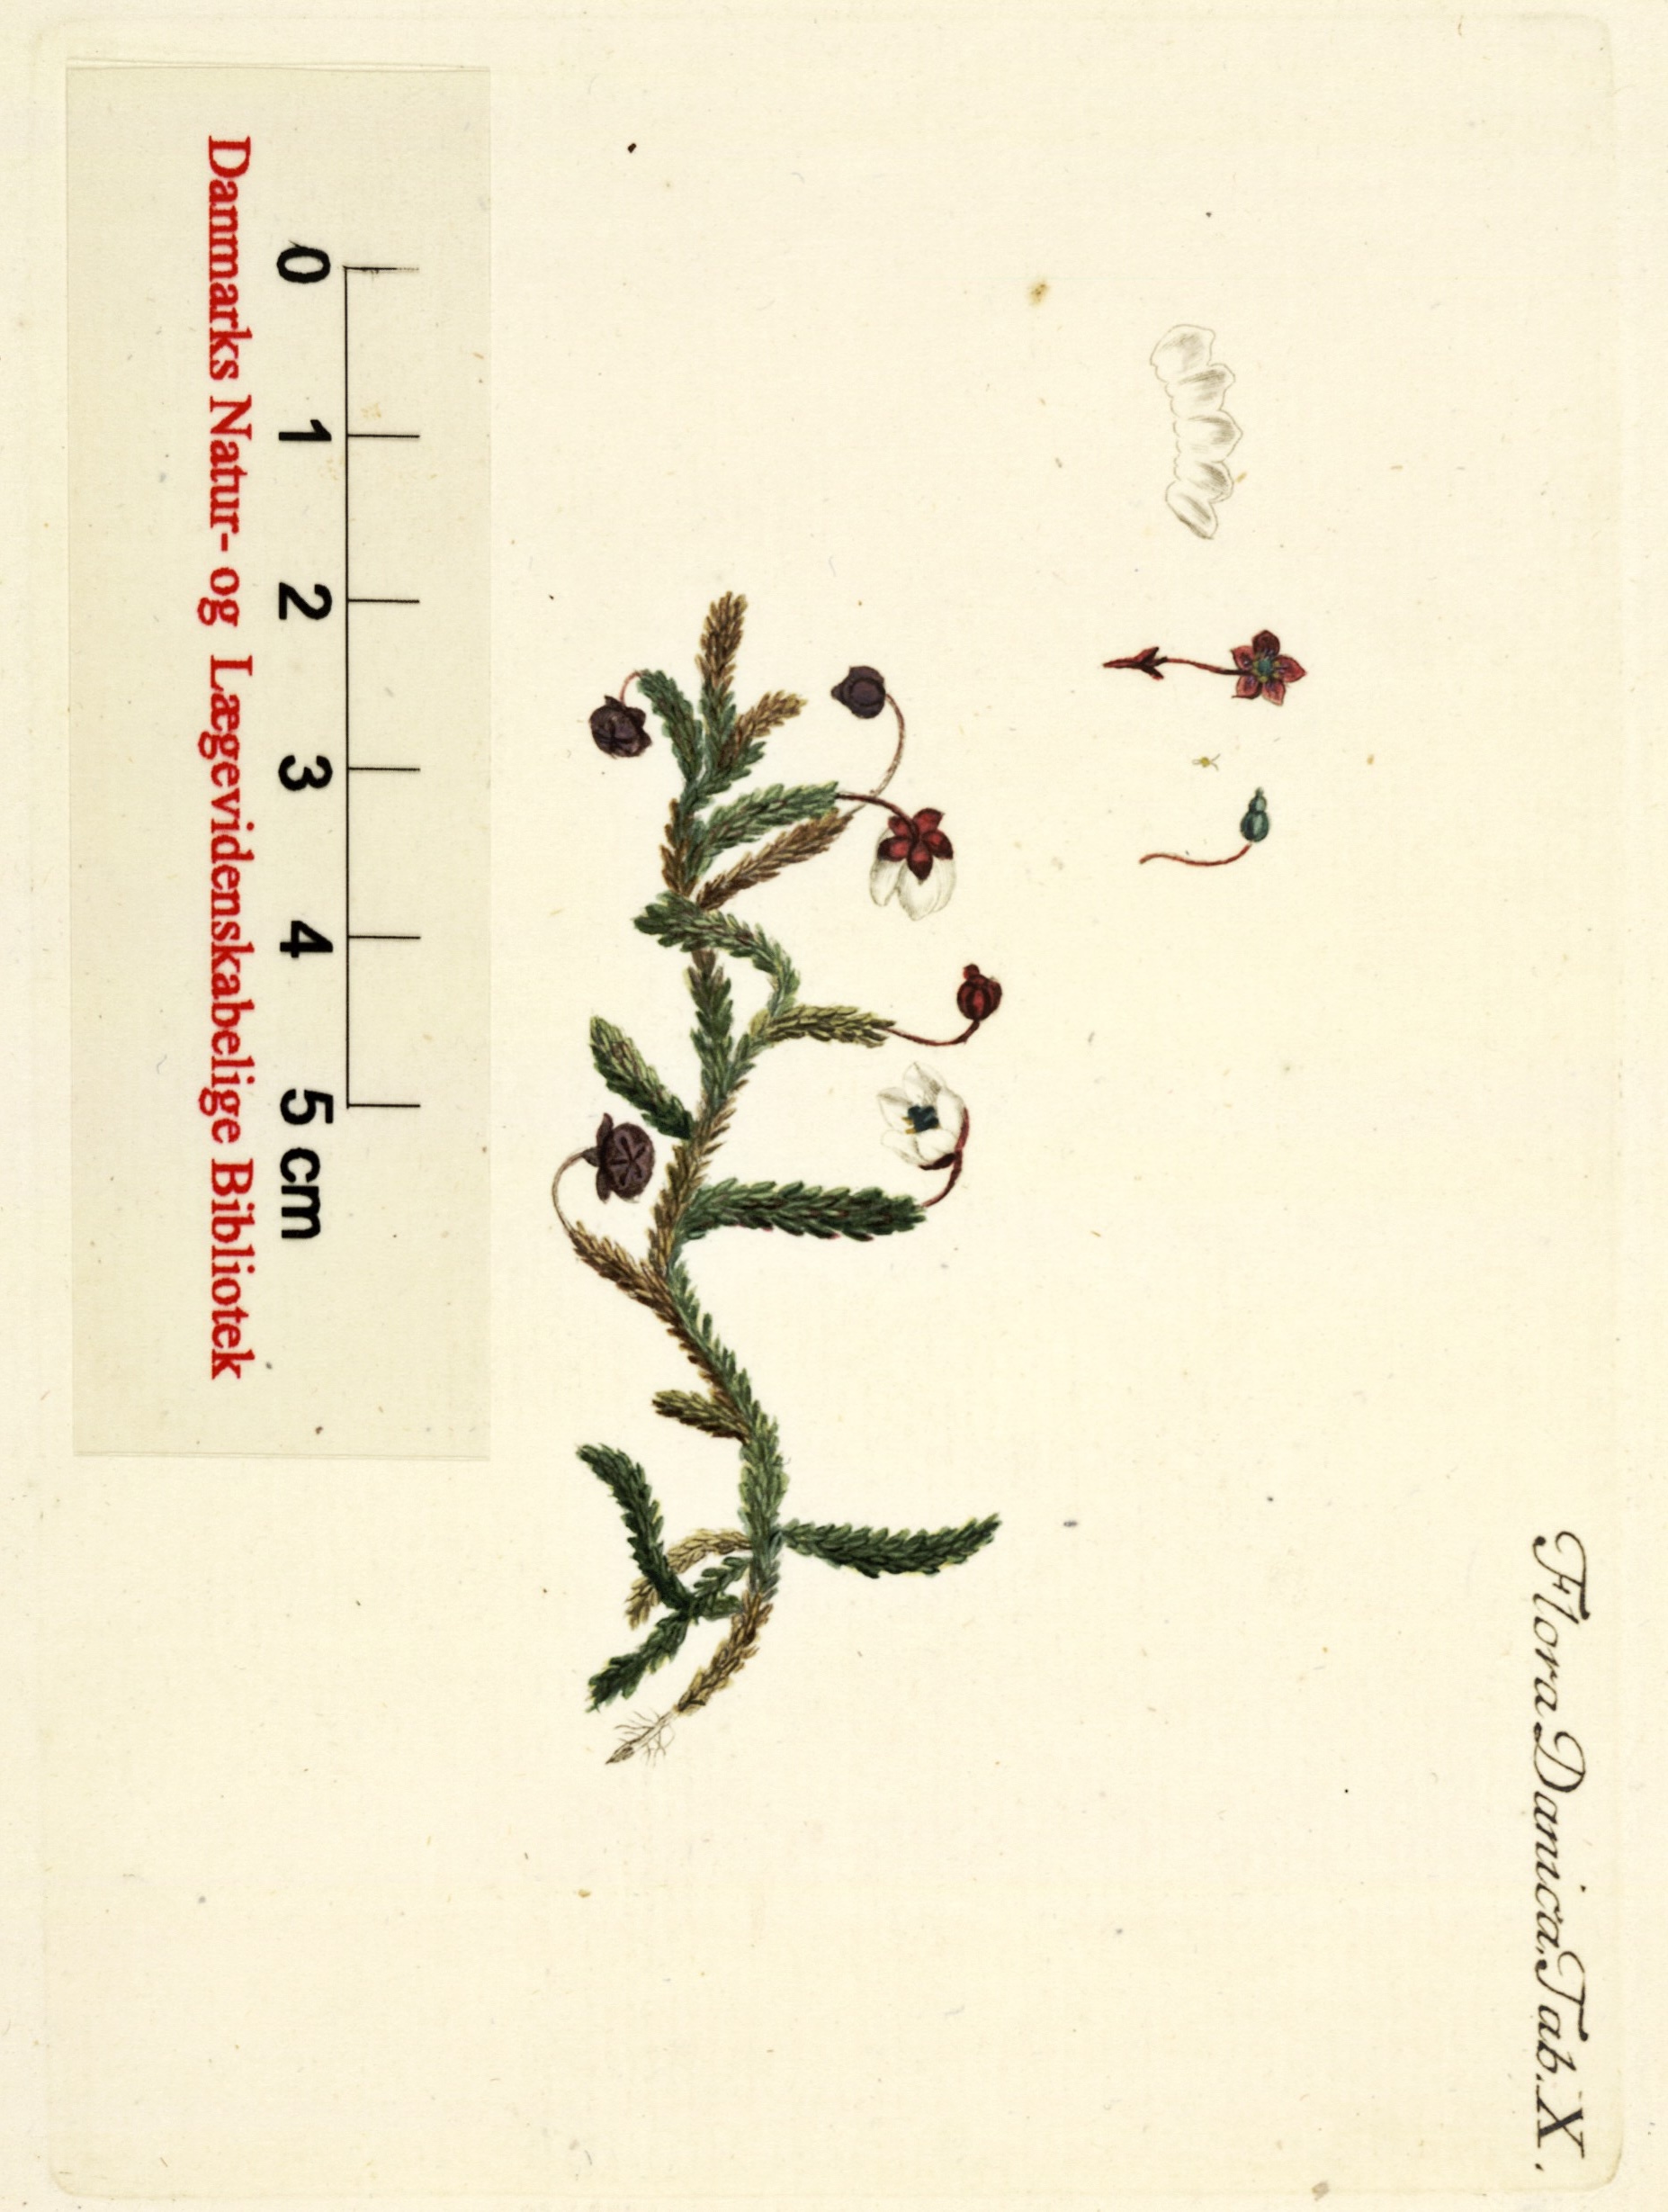 Flora Danica. Tab. X.
0 1 2 3 4 5 cm
Danmarks Natur- og Lægevidenskabelige Bibliotek